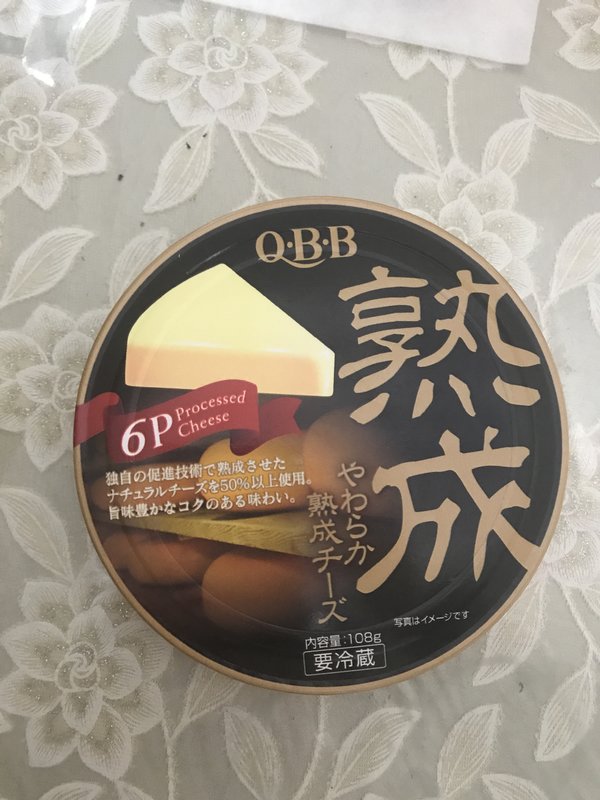 Q・B・B
熟成
6P Processed
Cheese
独自の促進技術で熟成させた
ナチュラルチーズを50%以上使用。
旨味豊かなコクのある味わい。
やわらか
熟成チーズ
写真はイメージです
内容量:108g
要冷蔵